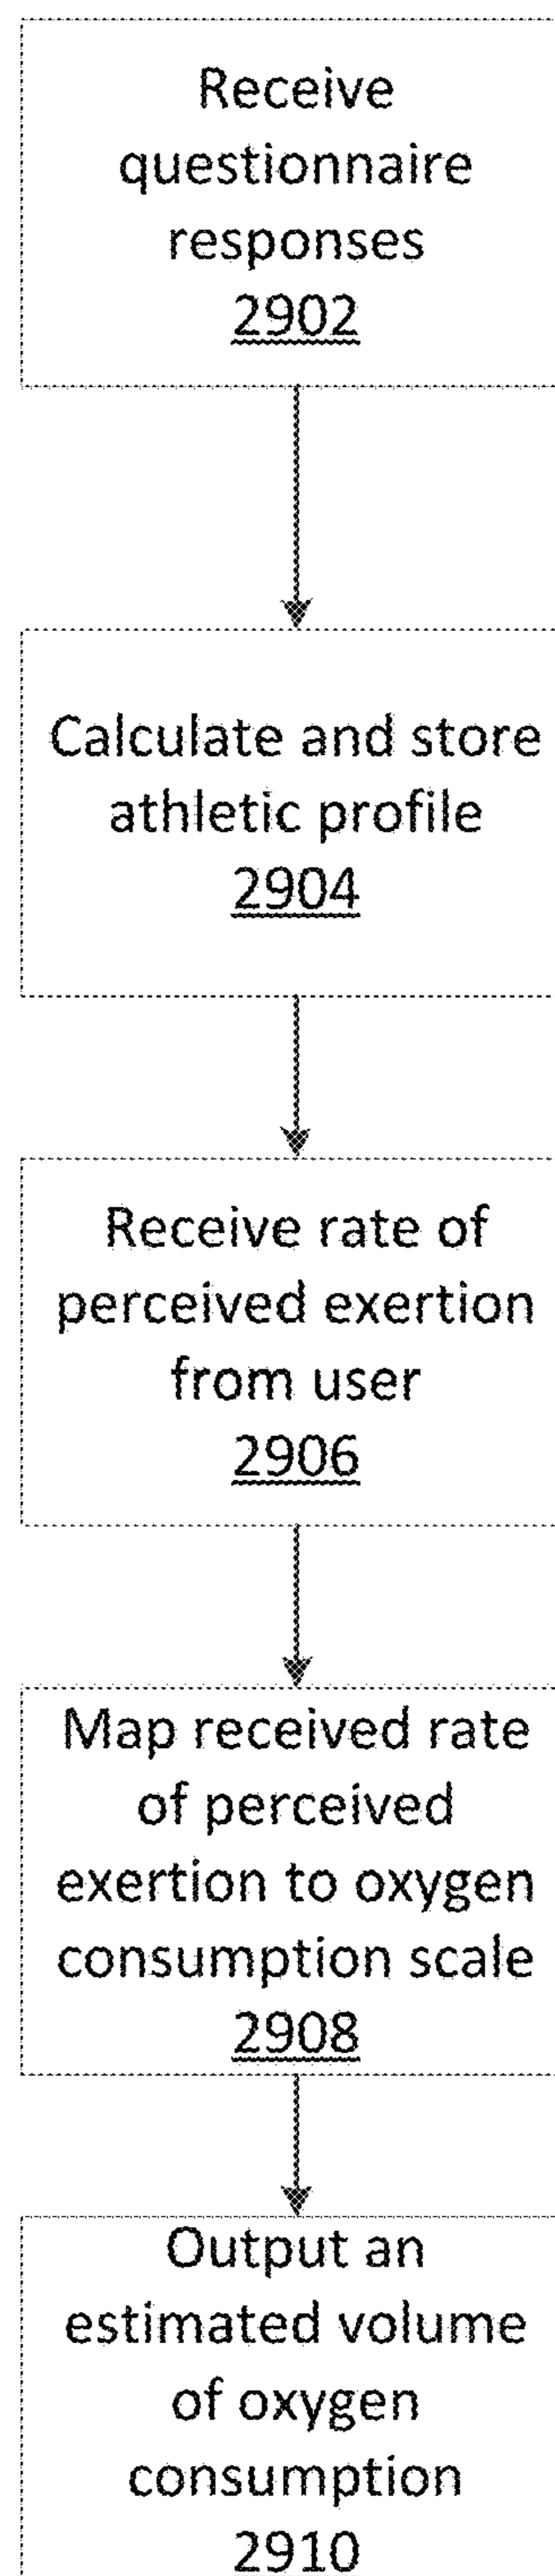 Receive
questionnaire
responses
2902
Calculate and store
athletic profile
2904
Receive rate of
perceived exertion
from user
2906
Map received rate
of perceived
exertion to oxygen
consumption scale
2908
Output an
estimated volume
of oxygen
consumption
2910